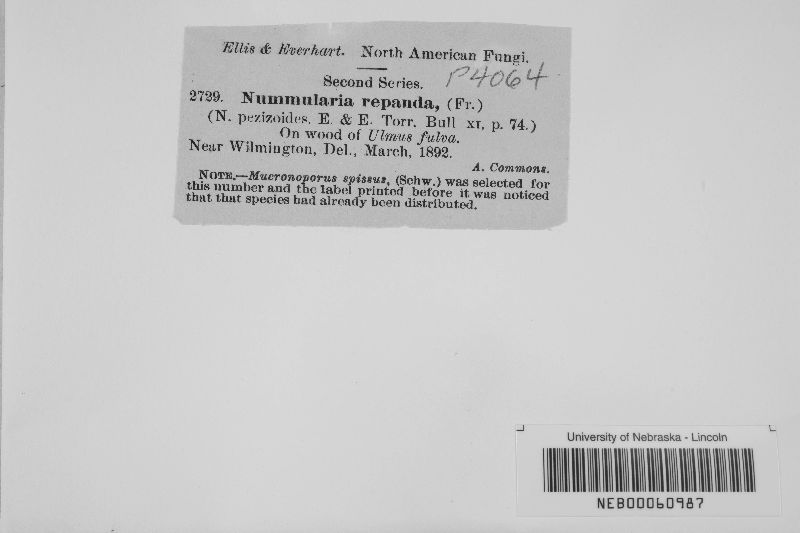 Ellis & Everhart. North American Fungi.
Second Series. P4064
2729. Nummularia repanda, (Fr.)
(N. pezizoides, E. & E. Torr. Bull XI, p. 74.)
On wood of Ulmus fulva.
Near Wilmington, Del., March, 1892.
A. Commons.
NOTE.—Mucronoporus spissus, (Schw.) was selected for
this number and the label printed before it was noticed
that that species had already been distributed.
University of Nebraska - Lincoln
NEB00060987